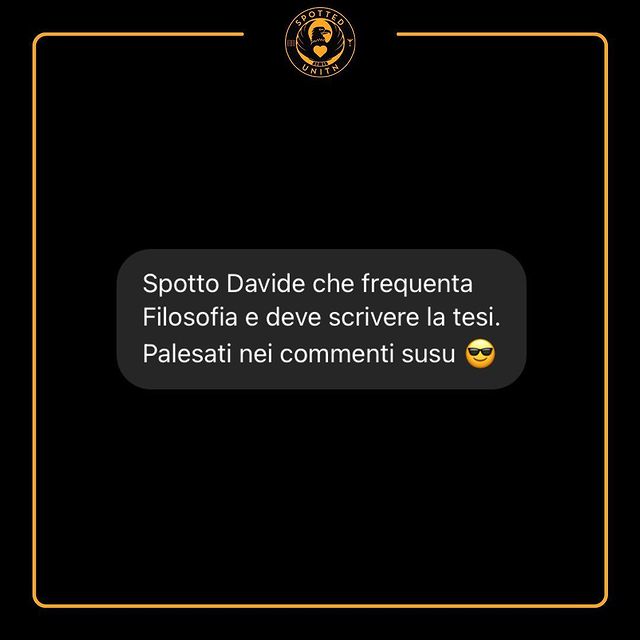 SPOTTED
UNITN
Spotto Davide che frequenta
Filosofia e deve scrivere la tesi.
Palesati nei commenti susu 😎